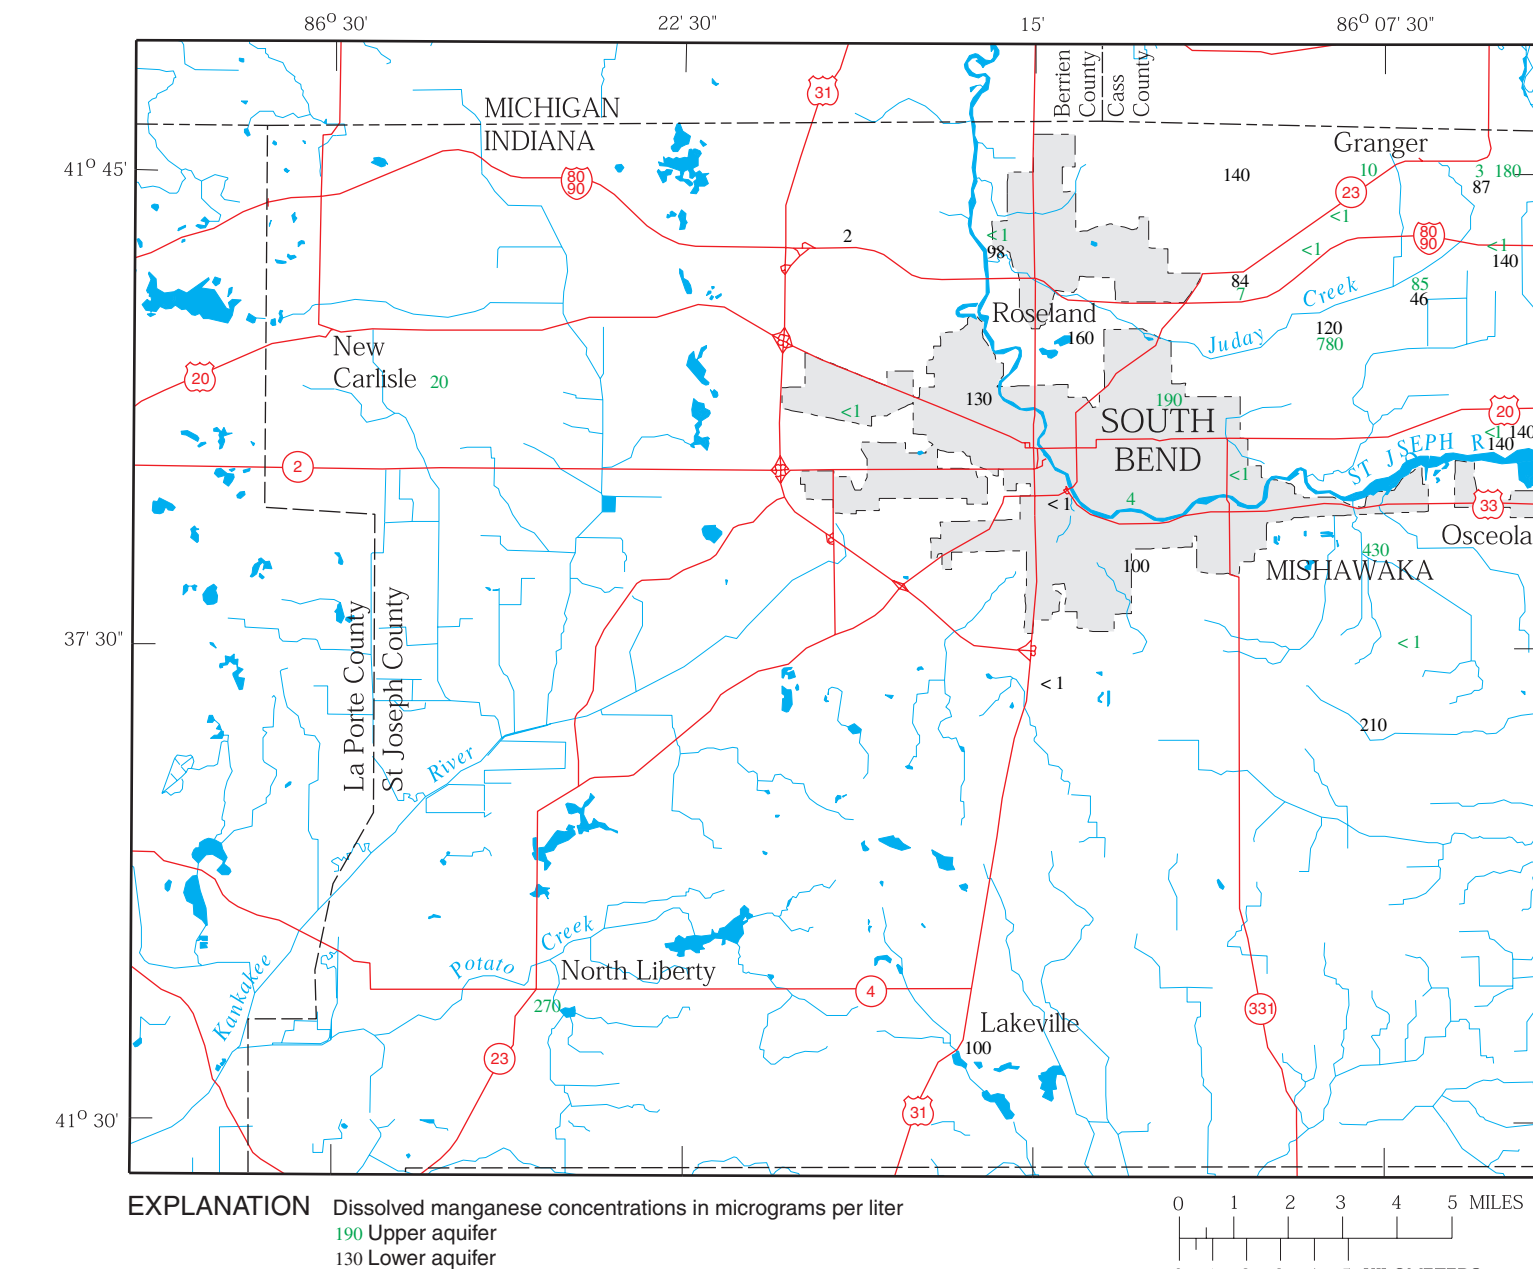 86° 30'
22' 30"
15'
86° 07' 30"
Berrien County
Cass County
31
MICHIGAN
INDIANA
Granger
41° 45'
10
3
180
140
87
80
90
23
<1
2
<1
98
<1
80
90
<1
140
84
7
85
46
Creek
Roseland
120
780
160
Juday
New
Carlisle
20
20
130
190
<1
20
SOUTH
BEND
<1
140
140
ST J SEPH R
2
<1
4
<1
33
Osceola
430
100
MISHAWAKA
La Porte County
St Joseph County
37' 30"
<1
<1
210
River
Creek
Potato
North Liberty
Kankakee
4
270
331
Lakeville
100
23
31
41° 30'
EXPLANATION Dissolved manganese concentrations in micrograms per liter
190 Upper aquifer
130 Lower aquifer
0 1 2 3 4 5 MILES